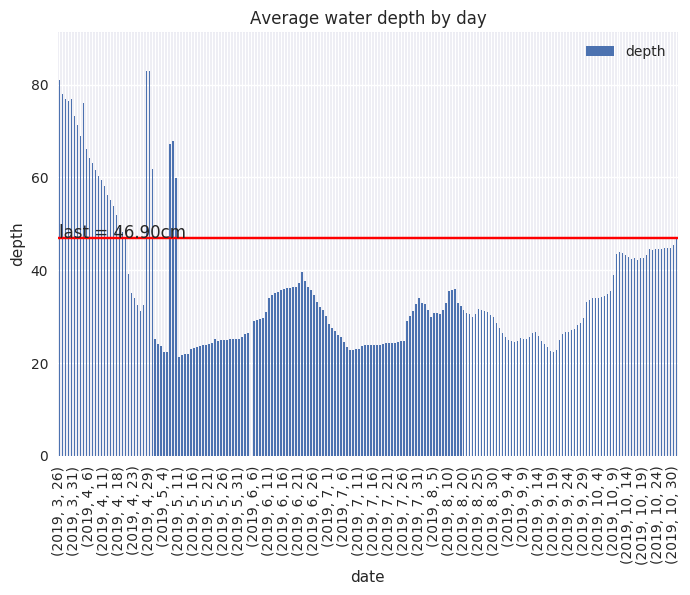 Average water depth by day
depth
80
60
40
20
0
last = 46.90cm
depth
(2019, 3, 26)
(2019, 3, 31)
(2019, 4, 6)
(2019, 4, 11)
(2019, 4, 18)
(2019, 4, 23)
(2019, 4, 29)
(2019, 5, 4)
(2019, 5, 11)
(2019, 5, 16)
(2019, 5, 21)
(2019, 5, 26)
(2019, 5, 31)
(2019, 6, 6)
(2019, 6, 11)
(2019, 6, 16)
(2019, 6, 21)
(2019, 6, 26)
(2019, 7, 1)
(2019, 7, 6)
(2019, 7, 11)
(2019, 7, 16)
(2019, 7, 21)
(2019, 7, 26)
(2019, 7, 31)
(2019, 8, 5)
(2019, 8, 10)
(2019, 8, 20)
(2019, 8, 25)
(2019, 8, 30)
(2019, 9, 4)
(2019, 9, 9)
(2019, 9, 14)
(2019, 9, 19)
(2019, 9, 24)
(2019, 9, 29)
(2019, 10, 4)
(2019, 10, 9)
(2019, 10, 14)
(2019, 10, 19)
(2019, 10, 24)
(2019, 10, 30)
date